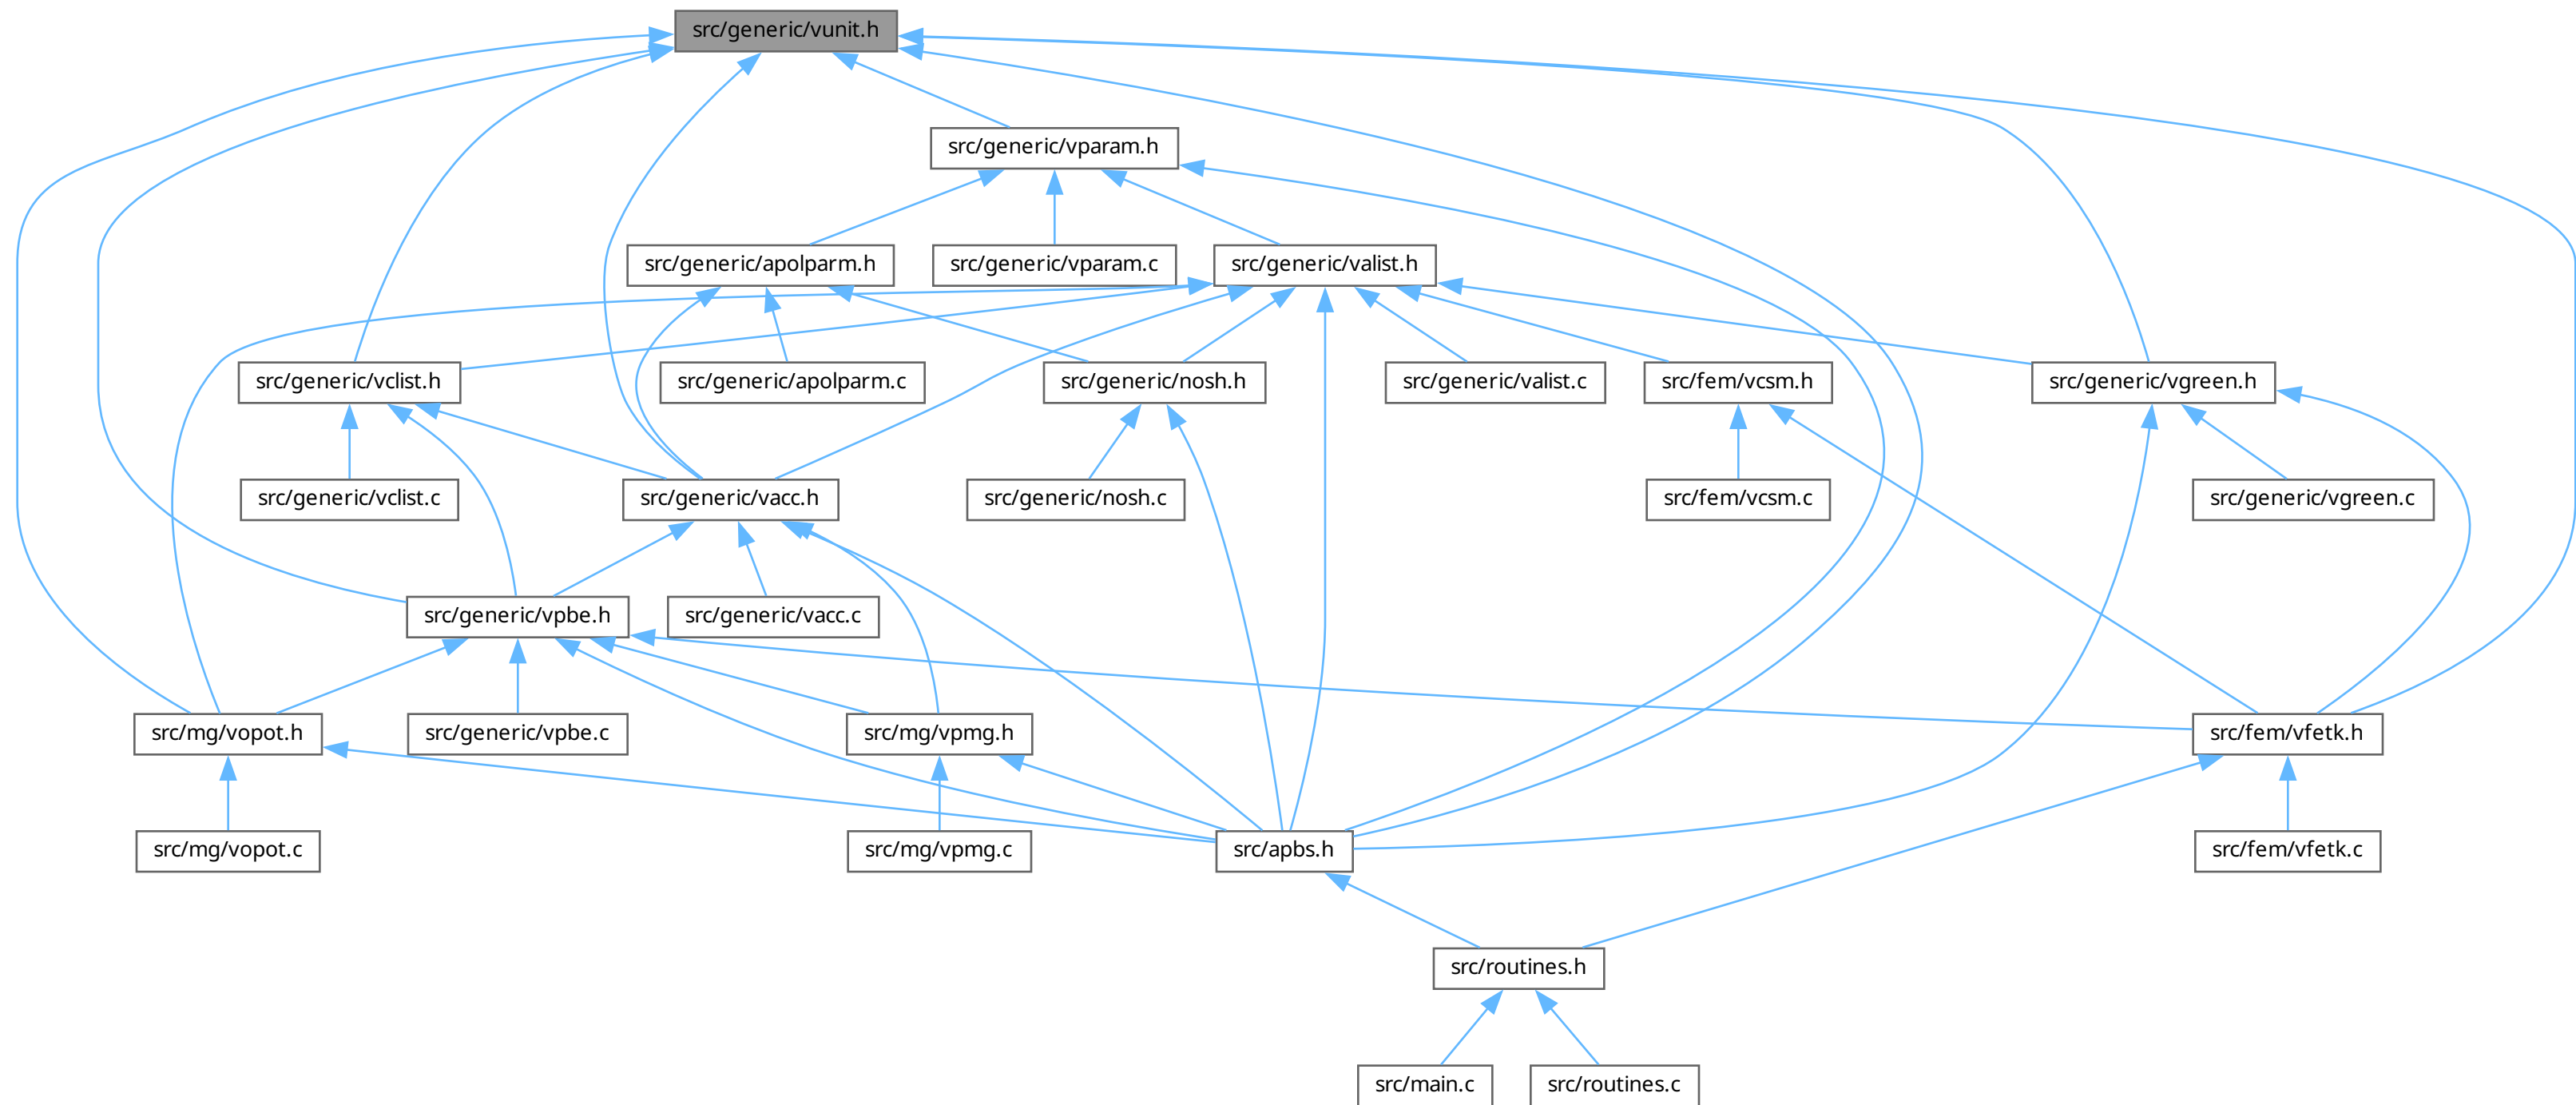 src/generic/vunit.h
src/generic/vparam.h
src/generic/apolparm.h
src/generic/vparam.c
src/generic/valist.h
src/generic/vclist.h
src/generic/apolparm.c
src/generic/nosh.h
src/generic/valist.c
src/fem/vcsm.h
src/generic/vgreen.h
src/generic/vclist.c
src/generic/vacc.h
src/generic/nosh.c
src/fem/vcsm.c
src/generic/vgreen.c
src/generic/vpbe.h
src/generic/vacc.c
src/mg/vopot.h
src/generic/vpbe.c
src/mg/vpmg.h
src/fem/vfetk.h
src/mg/vopot.c
src/mg/vpmg.c
src/apbs.h
src/fem/vfetk.c
src/routines.h
src/main.c
src/routines.c